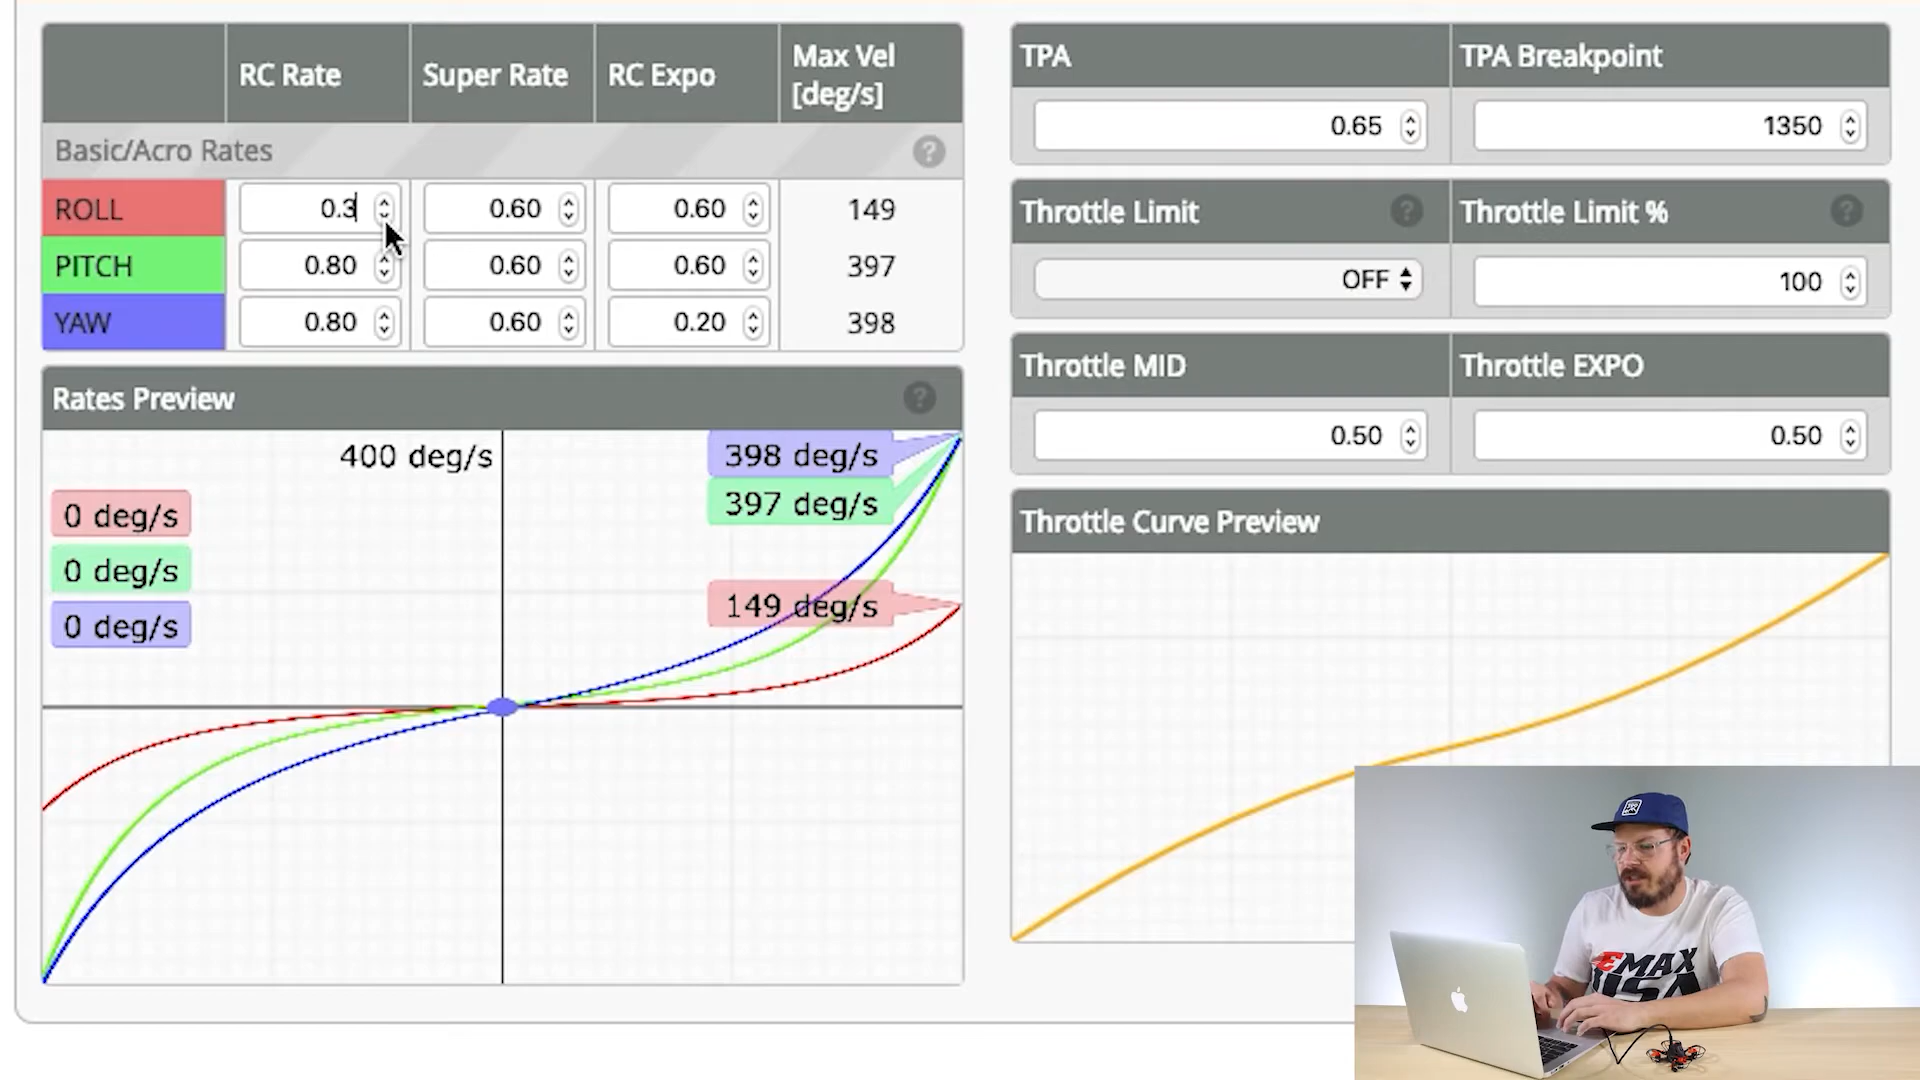 RC Rate
Super Rate
RC Expo
Max Vel
[deg/s]
Basic/Acro Rates
?
ROLL 0.3 0.60 0.60 149
PITCH 0.80 0.60 0.60 397
YAW 0.80 0.60 0.20 398
Rates Preview
?
400 deg/s
398 deg/s
397 deg/s
0 deg/s
0 deg/s
149 deg/s
0 deg/s
TPA
TPA Breakpoint
0.65
1350
Throttle Limit
?
Throttle Limit %
?
OFF
100
Throttle MID
Throttle EXPO
0.50
0.50
Throttle Curve Preview
EMAX
USA